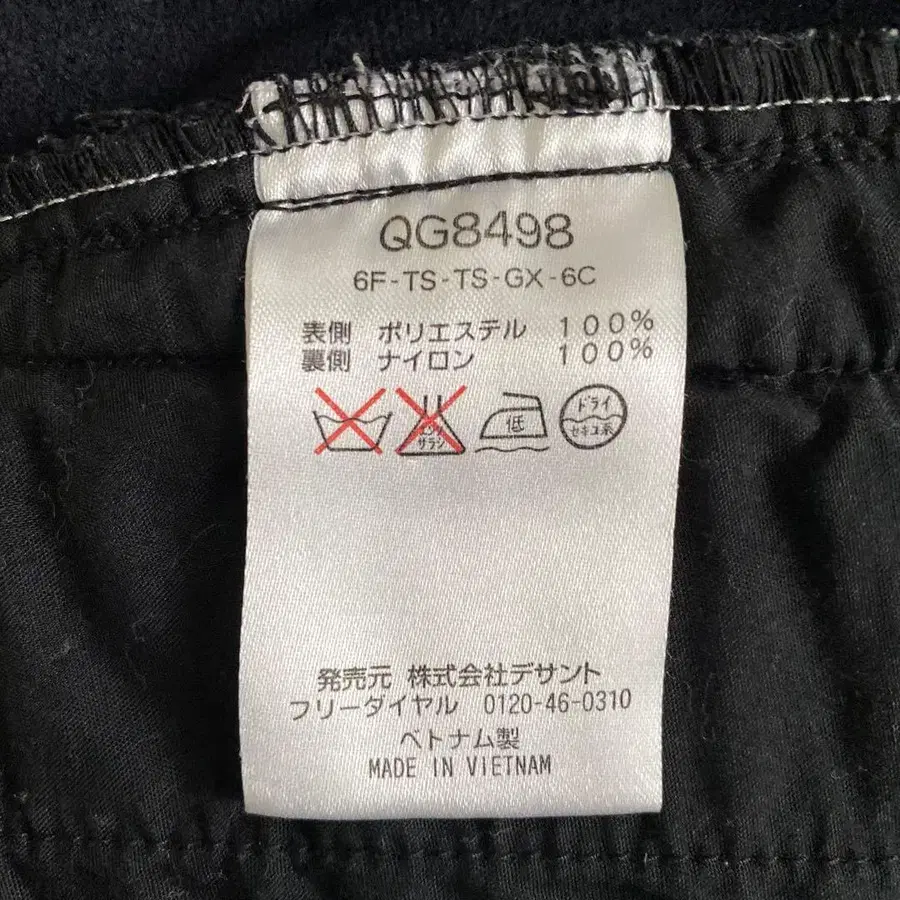 QG8498
6F-TS-TS-GX-6C
表側 ポリエステル 100%
裏側 ナイロン 100%
サラシ
低
ドライ
セキユ系
発売元 株式会社デサント
フリーダイヤル 0120-46-0310
ベトナム製
MADE IN VIETNAM